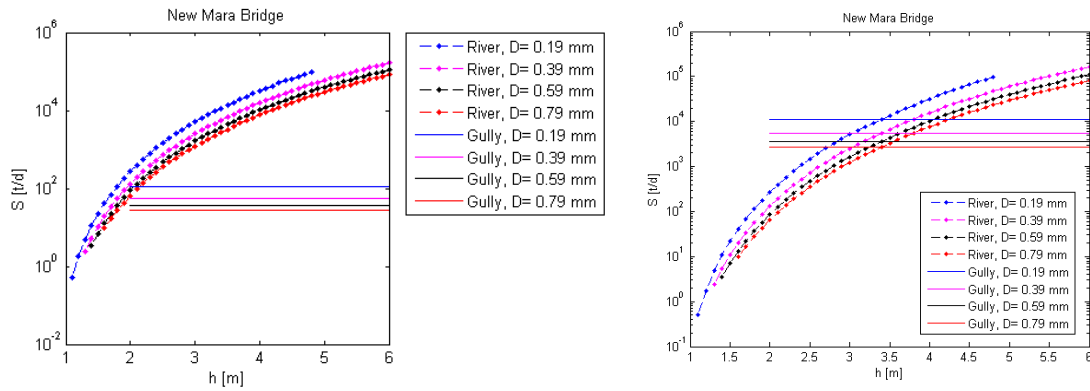 New Mara Bridge
S [t/d]
10^6
10^4
10^2
10^0
10^-2
1
2
3
4
5
6
h [m]
River, D= 0.19 mm
River, D= 0.39 mm
River, D= 0.59 mm
River, D= 0.79 mm
Gully, D= 0.19 mm
Gully, D= 0.39 mm
Gully, D= 0.59 mm
Gully, D= 0.79 mm
New Mara Bridge
S [t/d]
10^6
10^5
10^4
10^3
10^2
10^1
10^0
10^-1
1
1.5
2
2.5
3
3.5
4
4.5
5
5.5
6
h [m]
River, D= 0.19 mm
River, D= 0.39 mm
River, D= 0.59 mm
River, D= 0.79 mm
Gully, D= 0.19 mm
Gully, D= 0.39 mm
Gully, D= 0.59 mm
Gully, D= 0.79 mm